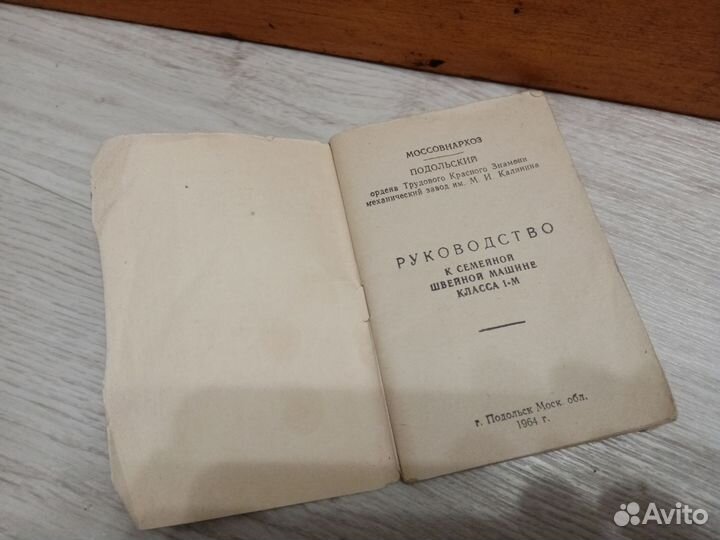 МОССОВНАРХОЗ
ПОДОЛЬСКИЙ
ордена Трудового Красного Знамени
механический завод им. М. И. Калинина
РУКОВОДСТВО
К СЕМЕЙНОЙ
ШВЕЙНОЙ МАШИНЕ
КЛАССА 1-М
г. Подольск Моск обл.
1964 г.
Avito